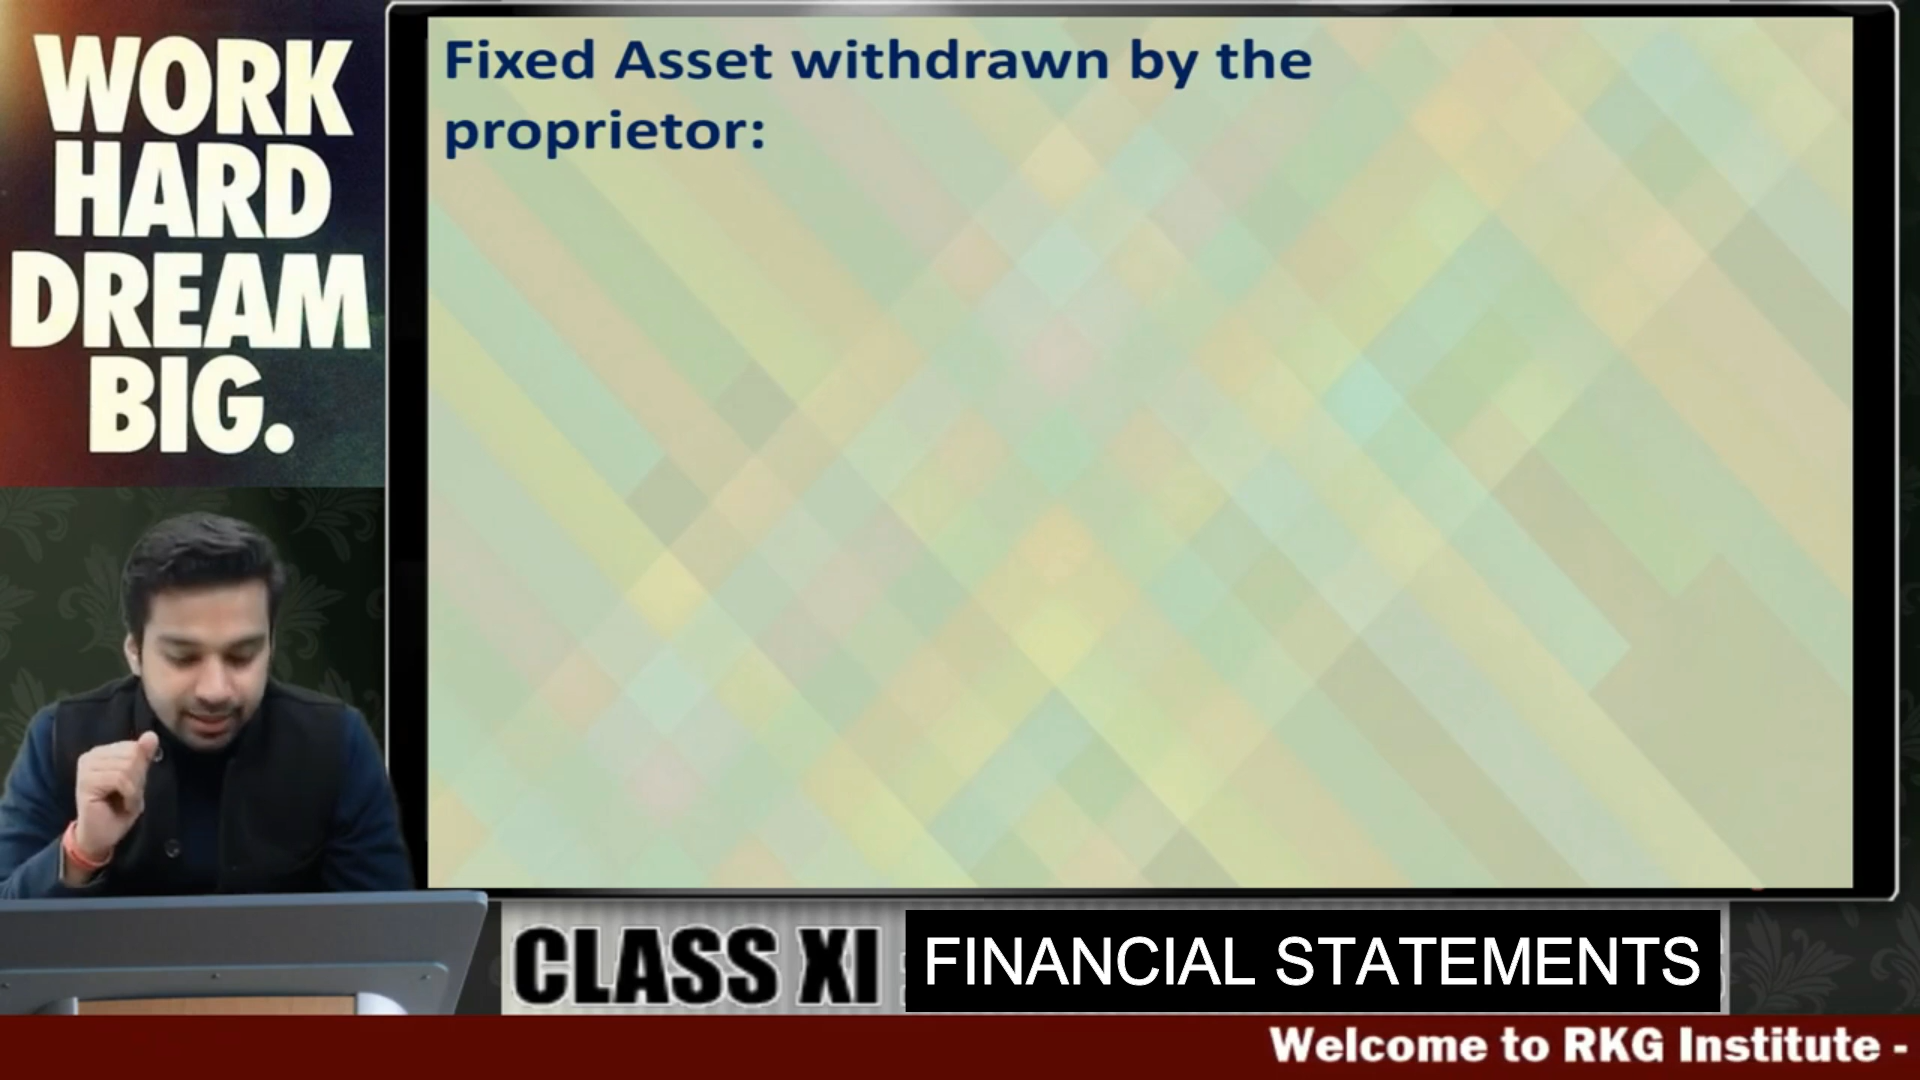 WORK
HARD
DREAM
BIG.
Fixed Asset withdrawn by the
proprietor:
CLASS XI
FINANCIAL STATEMENTS
Welcome to RKG Institute -